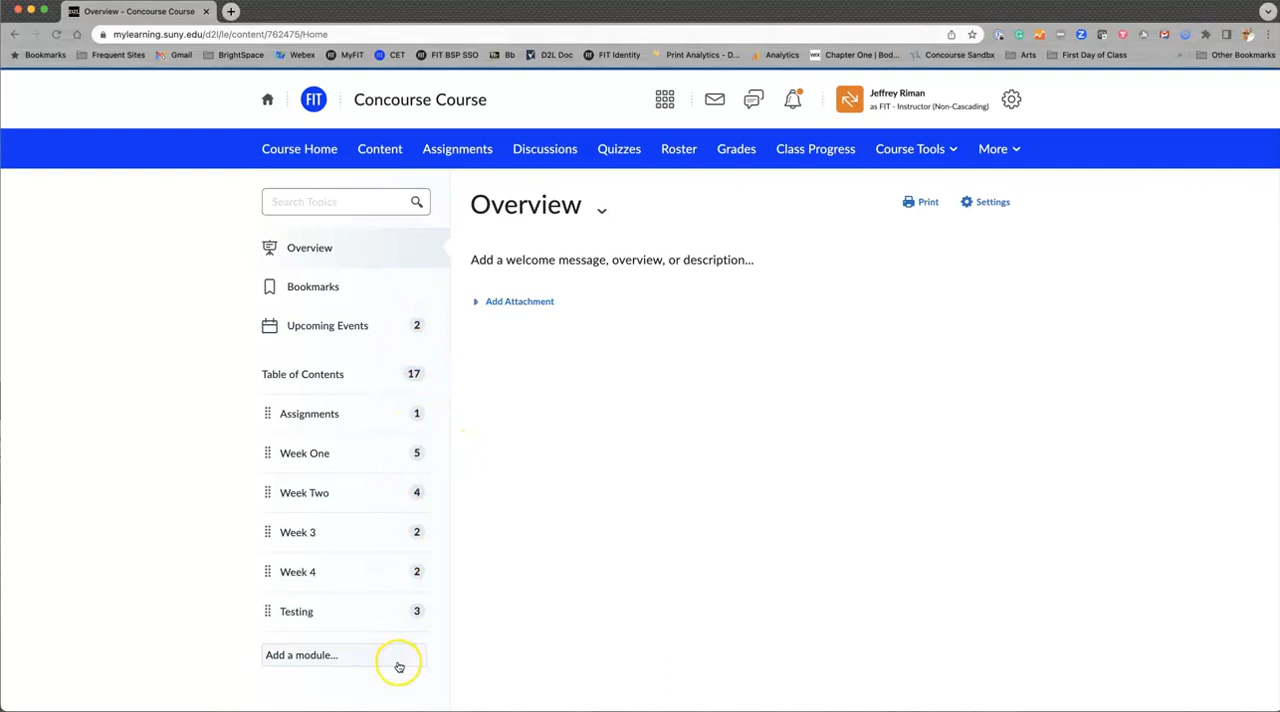 Overview - Concourse Course
mylearning.suny.edu/d2l/le/content/762475/Home
Bookmarks Frequent Sites Gmail BrightSpace Webex MyFIT CET FIT BSP SSO Bb D2L Doc FIT Identity Print Analytics - D... Analytics Chapter One | Bod... Concourse Sandbx Arts First Day of Class Other Bookmarks
FIT Concourse Course
Jeffrey Riman
as FIT - Instructor (Non-Cascading)
Course Home Content Assignments Discussions Quizzes Roster Grades Class Progress Course Tools More
Search Topics
Overview
Print Settings
Overview
Add a welcome message, overview, or description...
Bookmarks
Add Attachment
Upcoming Events 2
Table of Contents 17
Assignments 1
Week One 5
Week Two 4
Week 3 2
Week 4 2
Testing 3
Add a module...